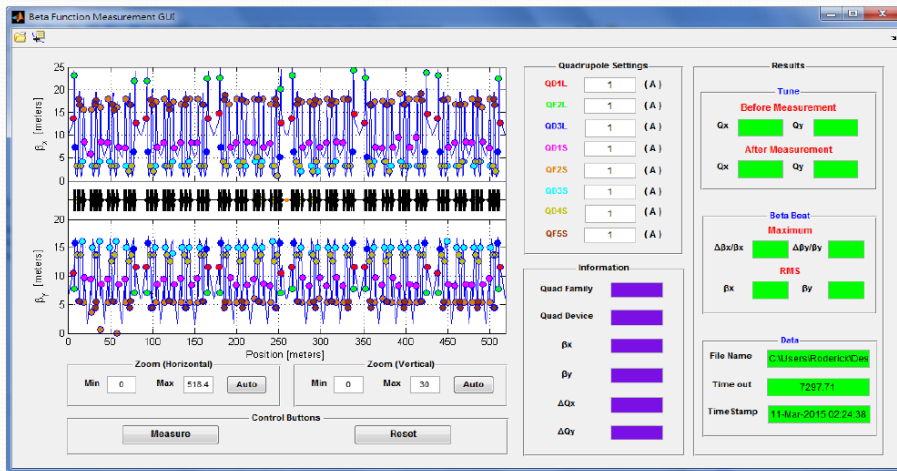 Beta Function Measurement GUI
25
20
15
10
5
0
βx [meters]
20
15
10
5
0
βy [meters]
0 50 100 150 200 250 300 350 400 450 500
Position [meters]
Zoom (Horizontal)
Min 0 Max 518.4 Auto
Zoom (Vertical)
Min 0 Max 30 Auto
Control Buttons
Measure Reset
Quadrupole Settings
QD1L 1 (A)
QF2L 1 (A)
QD3L 1 (A)
QD1S 1 (A)
QF2S 1 (A)
QD3S 1 (A)
QD4S 1 (A)
QF5S 1 (A)
Information
Quad Family
Quad Device
βx
βy
ΔQx
ΔQy
Results
Tune
Before Measurement
Qx Qy
After Measurement
Qx Qy
Beta Beat
Maximum
Δβx/βx Δβy/βy
RMS
βx βy
Data
File Name C:\Users\Roderick\Des
Time out 7297.71
Time Stamp 11-Mar-2015 02:24:38